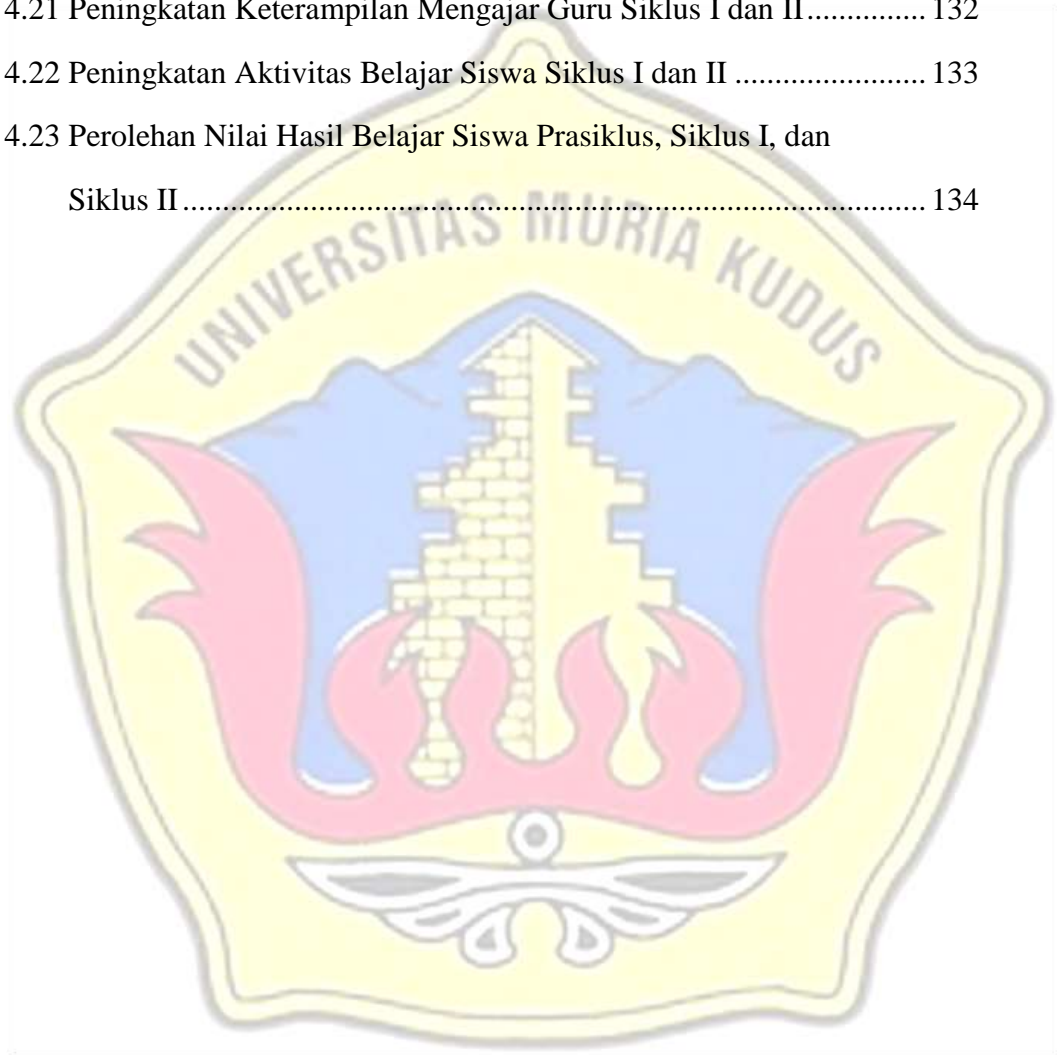 4.21 Peningkatan Keterampilan Mengajar Guru Siklus I dan II............... 132
4.22 Peningkatan Aktivitas Belajar Siswa Siklus I dan II ....................... 133
4.23 Perolehan Nilai Hasil Belajar Siswa Prasiklus, Siklus I, dan
Siklus II.......................................................................................... 134
UNIVERSITAS MURIA KUDUS